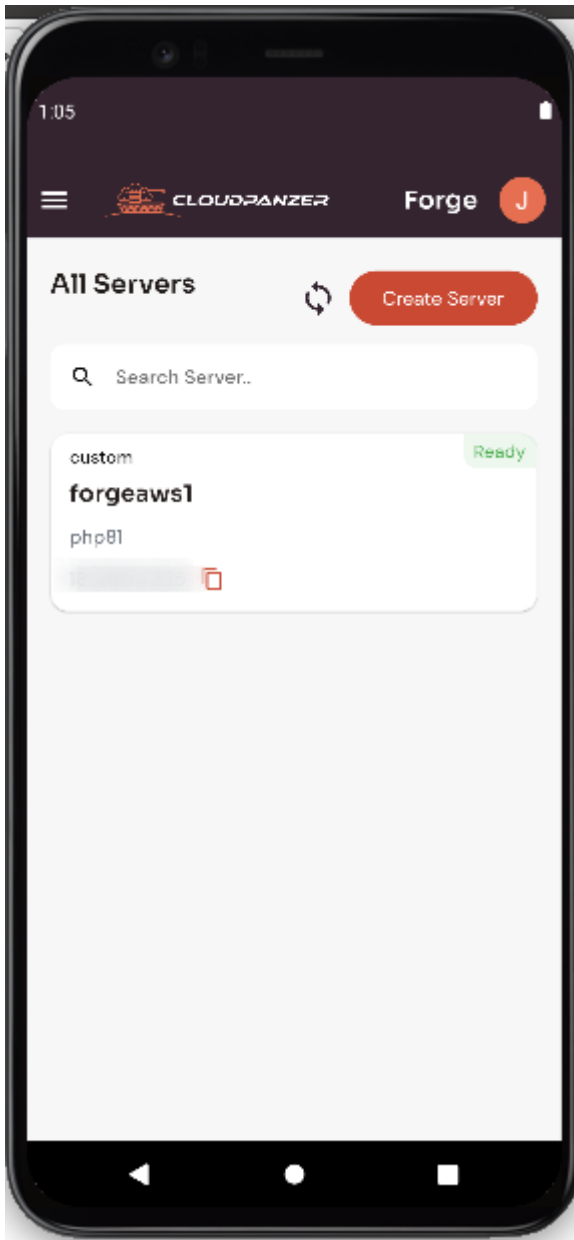 1:05
CLOUDPANZER
Forge
J
All Servers
Create Server
Search Server..
custom
Ready
forgeaws1
php81